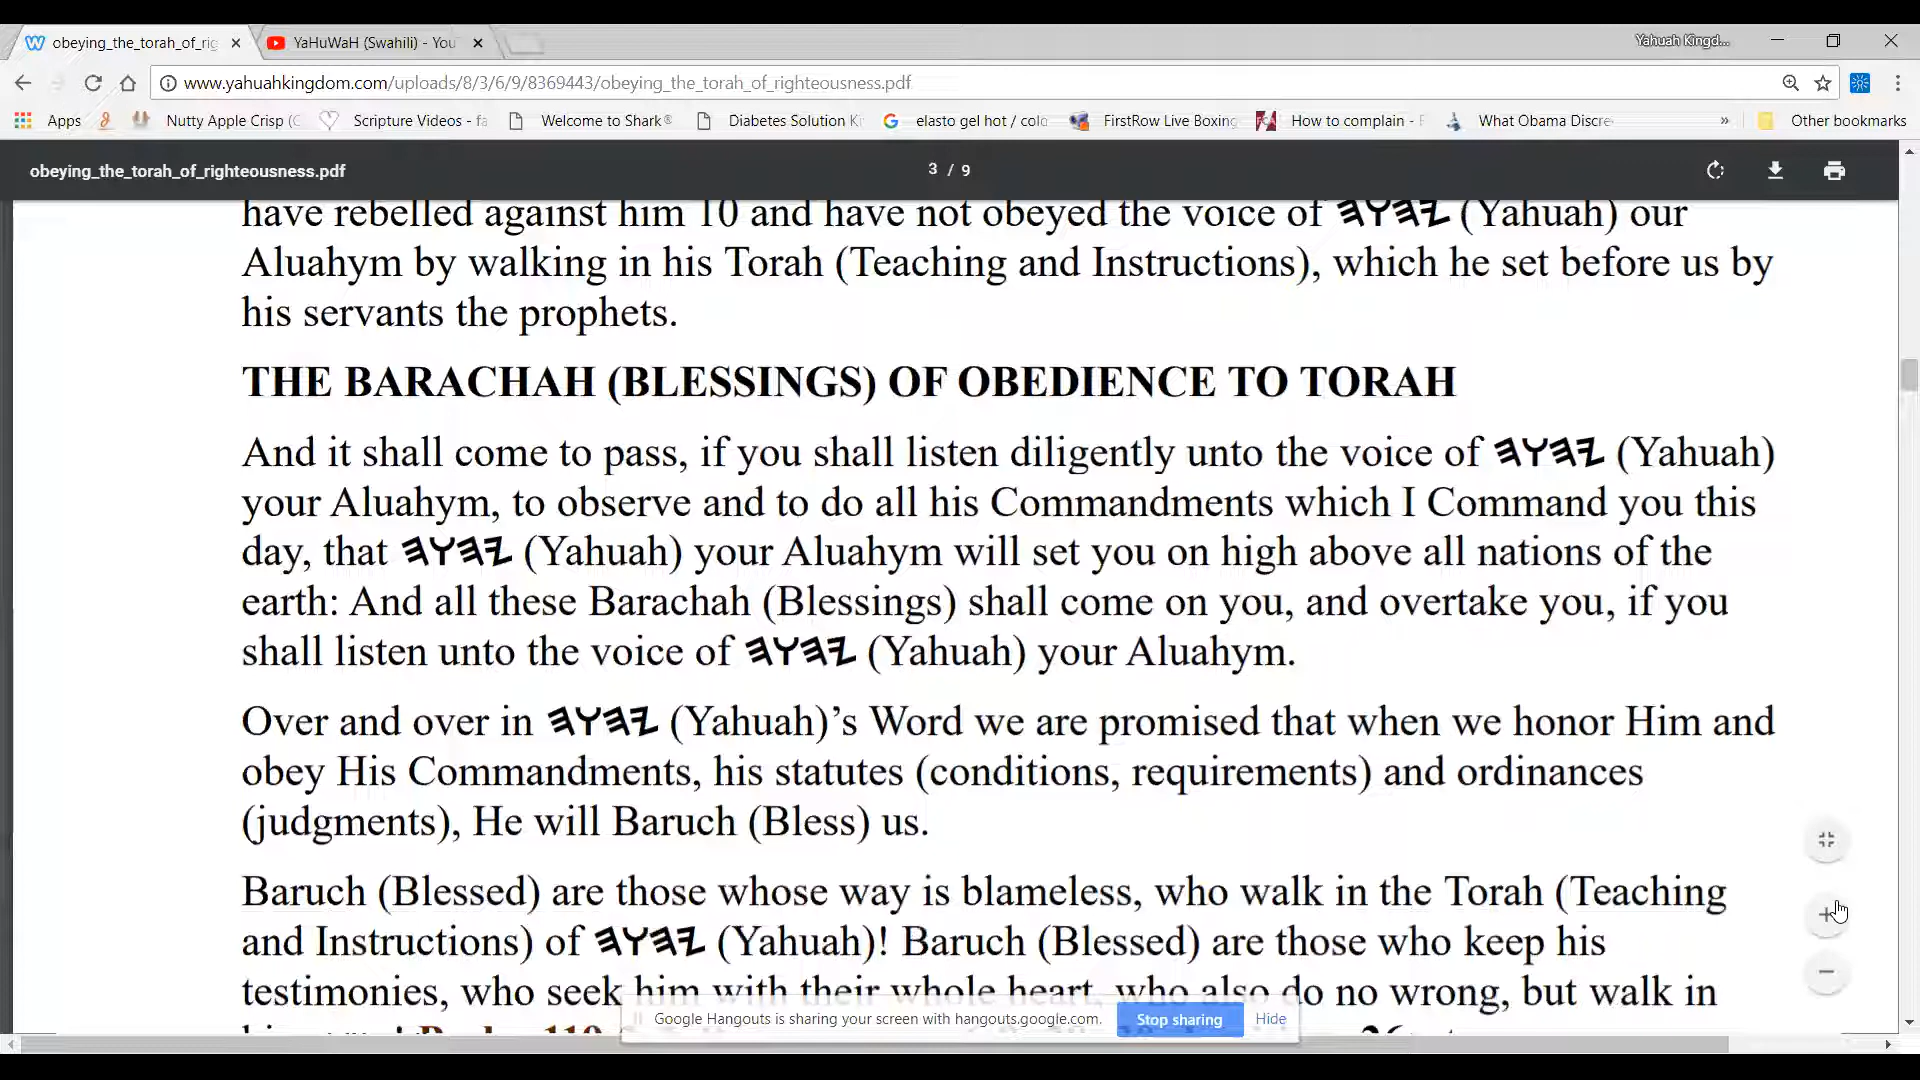 obeying_the_torah_of_rig
YaHuWaH (Swahili) - You
Yahuah Kingd...
www.yahuahkingdom.com/uploads/8/3/6/9/8369443/obeying_the_torah_of_righteousness.pdf
Apps Nutty Apple Crisp (C Scripture Videos - fa Welcome to Shark® Diabetes Solution Ki elasto gel hot / cold FirstRow Live Boxing How to complain - F What Obama Discre » Other bookmarks
obeying_the_torah_of_righteousness.pdf 3 / 9
have rebelled against him 10 and have not obeyed the voice of 𐤄𐤅𐤄𐤉 (Yahuah) our
Aluahym by walking in his Torah (Teaching and Instructions), which he set before us by
his servants the prophets.
THE BARACHAH (BLESSINGS) OF OBEDIENCE TO TORAH
And it shall come to pass, if you shall listen diligently unto the voice of 𐤄𐤅𐤄𐤉 (Yahuah)
your Aluahym, to observe and to do all his Commandments which I Command you this
day, that 𐤄𐤅𐤄𐤉 (Yahuah) your Aluahym will set you on high above all nations of the
earth: And all these Barachah (Blessings) shall come on you, and overtake you, if you
shall listen unto the voice of 𐤄𐤅𐤄𐤉 (Yahuah) your Aluahym.
Over and over in 𐤄𐤅𐤄𐤉 (Yahuah)’s Word we are promised that when we honor Him and
obey His Commandments, his statutes (conditions, requirements) and ordinances
(judgments), He will Baruch (Bless) us.
Baruch (Blessed) are those whose way is blameless, who walk in the Torah (Teaching
and Instructions) of 𐤄𐤅𐤄𐤉 (Yahuah)! Baruch (Blessed) are those who keep his
testimonies, who seek him with their whole heart, who also do no wrong, but walk in
Google Hangouts is sharing your screen with hangouts.google.com. Stop sharing Hide